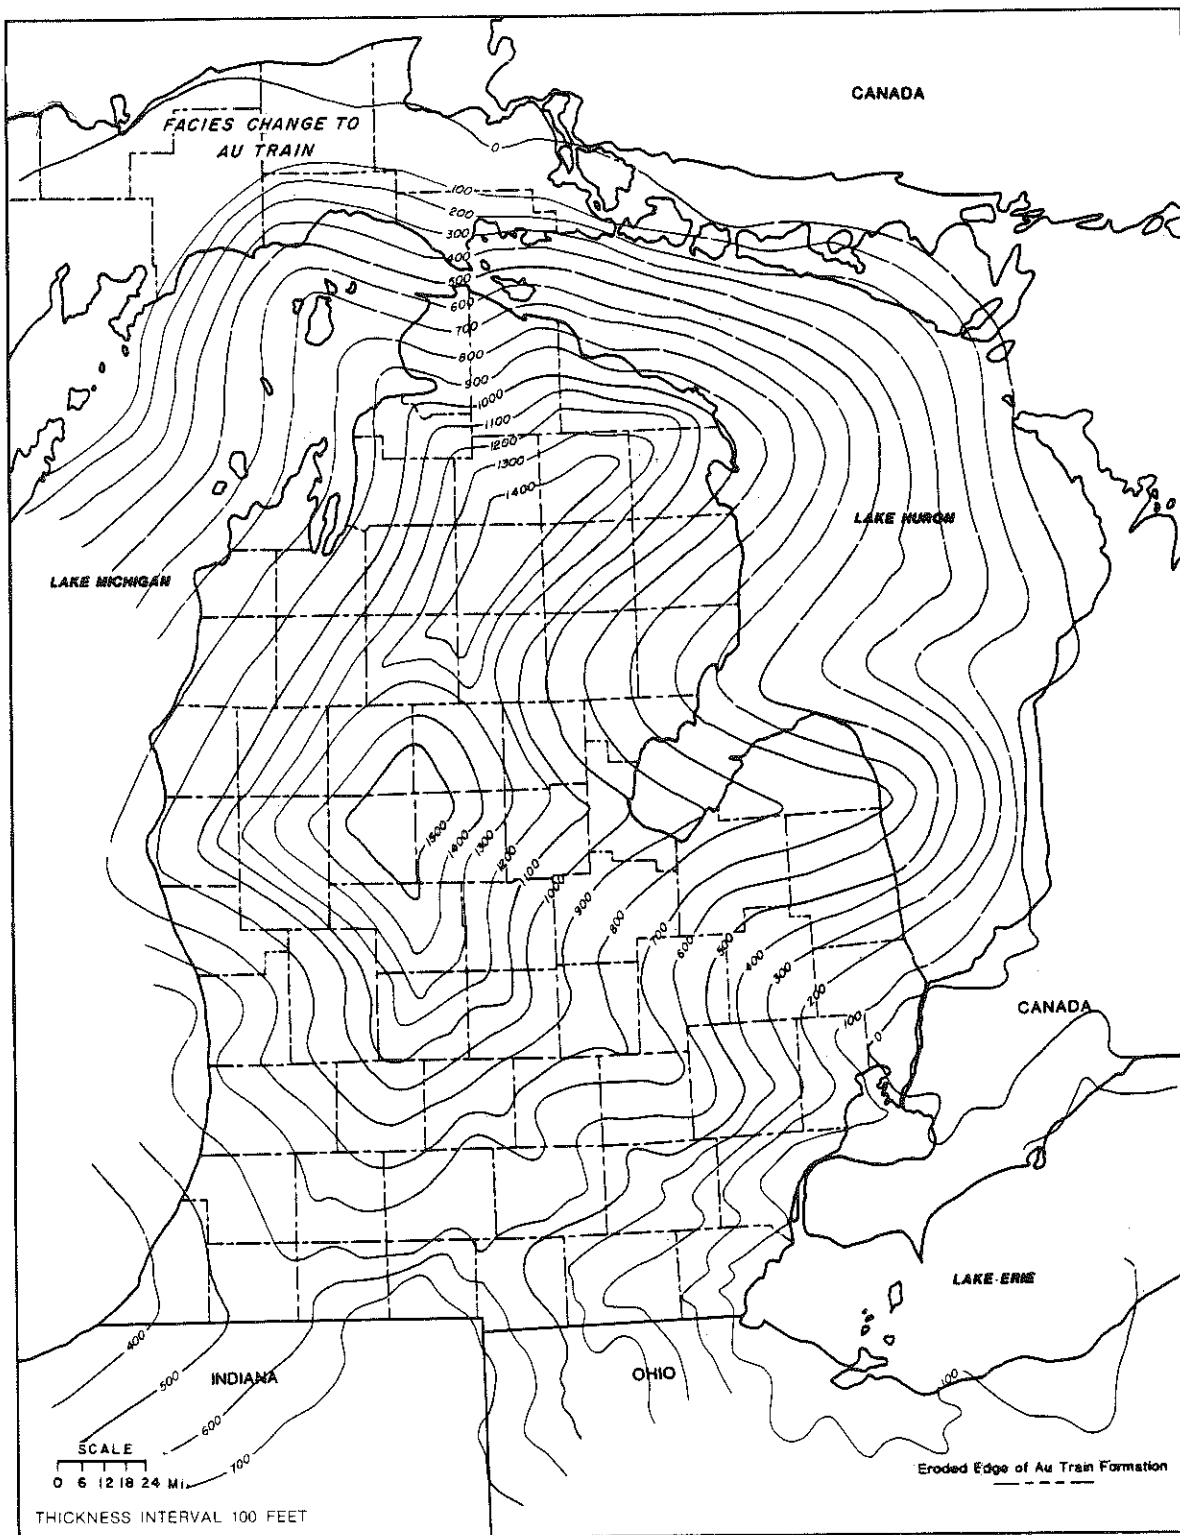 CANADA
FACIES CHANGE TO
AU TRAIN
0
100
200
300
400
500
600
700
800
900
1000
1100
1200
1300
1400
LAKE HURON
LAKE MICHIGAN
1500
1400
1300
1200
1100
1000
900
800
700
600
500
400
300
200
100
0
CANADA
LAKE ERIE
400
500
600
700
INDIANA
OHIO
100
SCALE
0 6 12 18 24 Mi.
Eroded Edge of Au Train Formation
THICKNESS INTERVAL 100 FEET